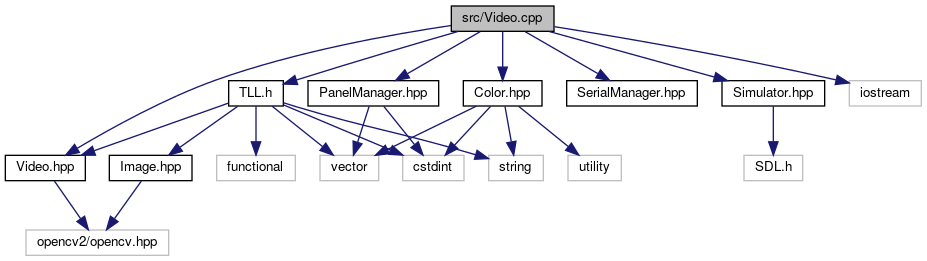 src/Video.cpp
TLL.h
PanelManager.hpp
Color.hpp
SerialManager.hpp
Simulator.hpp
iostream
Video.hpp
Image.hpp
functional
vector
cstdint
string
utility
SDL.h
opencv2/opencv.hpp